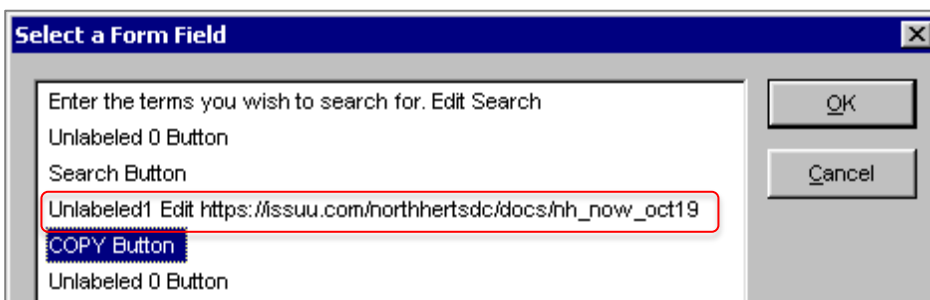 Select a Form Field
Enter the terms you wish to search for. Edit Search
Unlabeled 0 Button
Search Button
Unlabeled1 Edit https://issuu.com/northhertsdc/docs/nh_now_oct19
COPY Button
Unlabeled 0 Button
OK
Cancel